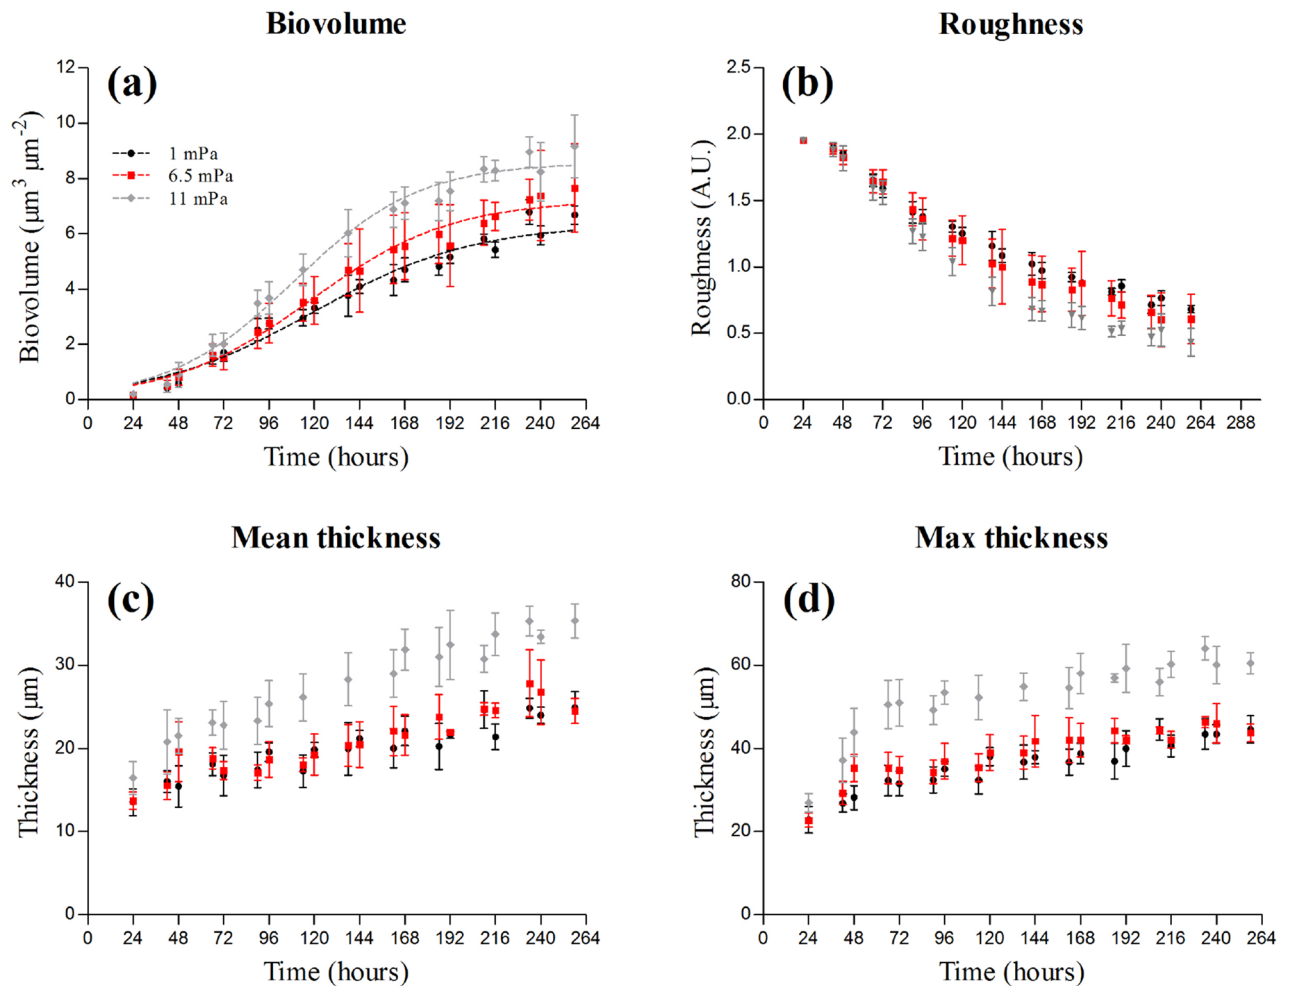 Biovolume
(a)
12
10
8
6
4
2
0
Biovolume (µm³ µm⁻²)
1 mPa
6.5 mPa
11 mPa
0 24 48 72 96 120 144 168 192 216 240 264
Time (hours)
Roughness
(b)
2.5
2.0
1.5
1.0
0.5
0.0
Roughness (A.U.)
0 24 48 72 96 120 144 168 192 216 240 264 288
Time (hours)
Mean thickness
(c)
40
30
20
10
0
Thickness (µm)
0 24 48 72 96 120 144 168 192 216 240 264
Time (hours)
Max thickness
(d)
80
60
40
20
0
Thickness (µm)
0 24 48 72 96 120 144 168 192 216 240 264
Time (hours)